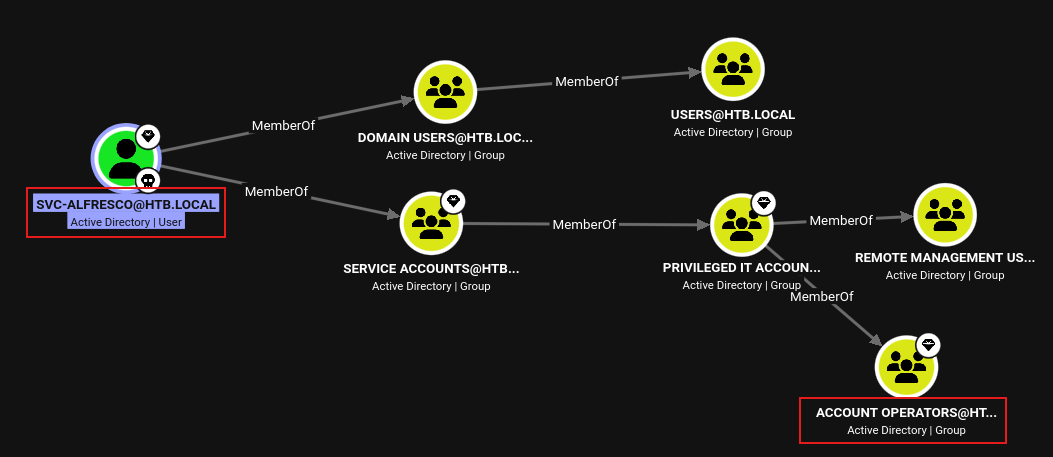 MemberOf
USERS@HTB.LOCAL
Active Directory | Group
MemberOf
DOMAIN USERS@HTB.LOC...
Active Directory | Group
SVC-ALFRESCO@HTB.LOCAL
Active Directory | User
MemberOf
SERVICE ACCOUNTS@HTB...
Active Directory | Group
MemberOf
PRIVILEGED IT ACCOUN...
Active Directory | Group
MemberOf
REMOTE MANAGEMENT US...
Active Directory | Group
MemberOf
ACCOUNT OPERATORS@HT...
Active Directory | Group